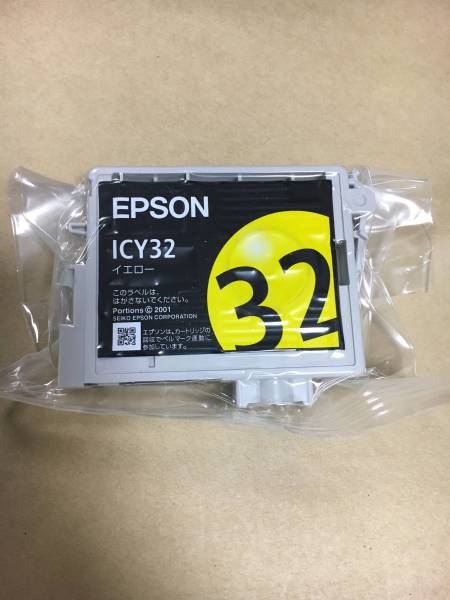 EPSON
ICY32
イエロー
このラベルは、
はがさないでください。
Portions © 2001
SEIKO EPSON CORPORATION
エプソンは、カートリッジの
回収でベルマーク運動に
参加しています。
32